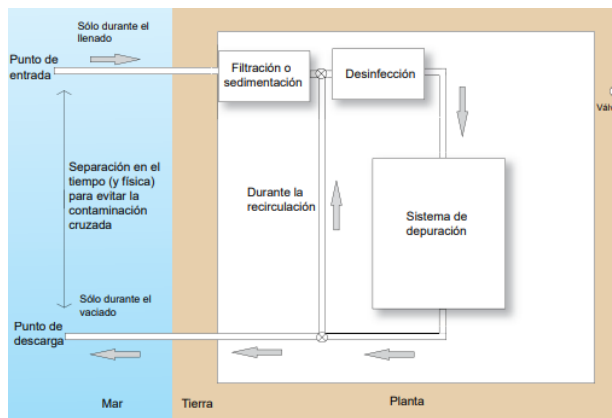 Sólo durante el
llenado
Punto de
entrada
Filtración o
sedimentación
Desinfección
Separación en el
tiempo (y física)
para evitar la
contaminación
cruzada
Durante la
recirculación
Sistema de
depuración
Sólo durante el
vaciado
Punto de
descarga
Mar
Tierra
Planta